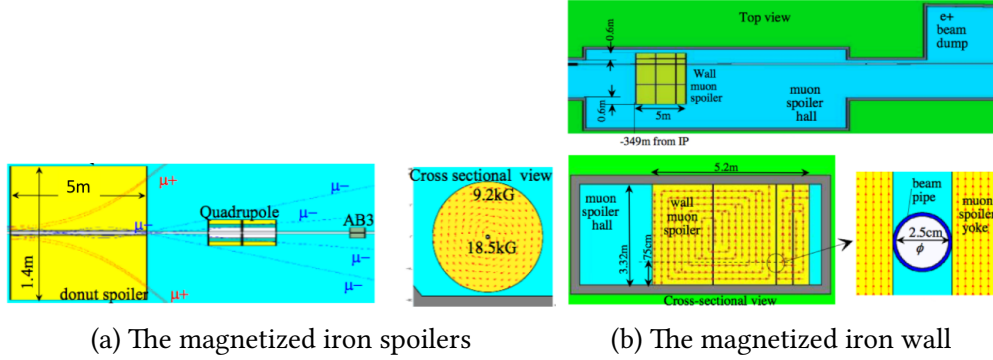 Top view
e+
beam
dump
-0.6m
Wall
muon
spoiler
muon
spoiler
hall
0.6m
5m
-349m from IP
5m
μ+
μ−
Quadrupole
μ−
μ−
AB3
μ−
μ−
1.4m
donut spoiler
μ+
Cross sectional view
9.2kG
18.5kG
5.2m
muon
spoiler
hall
wall
muon
spoiler
3.32m
75cm
Cross-sectional view
beam
pipe
muon
spoiler
yoke
2.5cm
ϕ
(a) The magnetized iron spoilers
(b) The magnetized iron wall